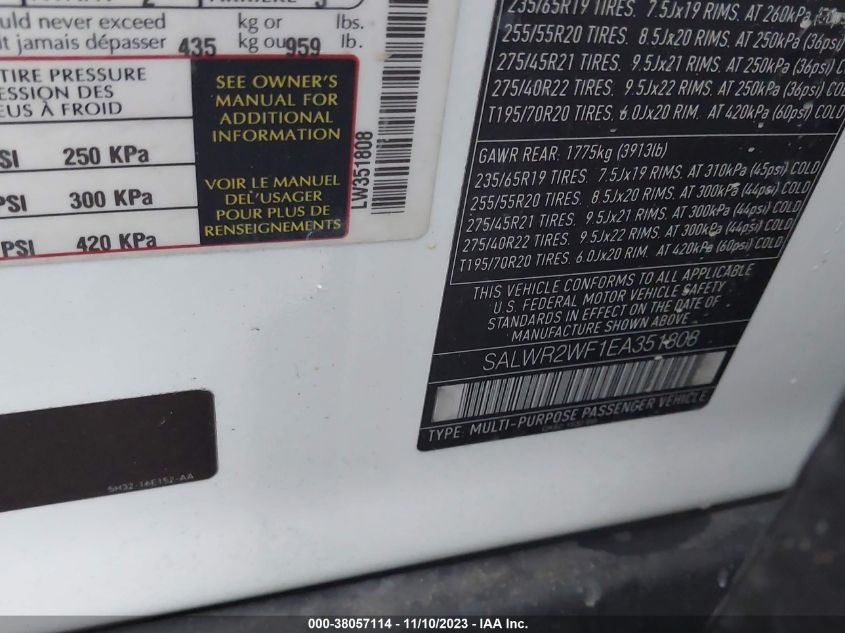 ould never exceed kg or lbs.
it jamais dépasser 435 kg ou 959 lb.
TIRE PRESSURE
ESSION DES
EUS À FROID
SI 250 KPa
PSI 300 KPa
PSI 420 KPa
SEE OWNER'S
MANUAL FOR
ADDITIONAL
INFORMATION
VOIR LE MANUEL
DEL'USAGER
POUR PLUS DE
RENSEIGNEMENTS
LW351808
235/65R19 TIRES. 7.5Jx19 RIMS. AT 260kPa
255/55R20 TIRES. 8.5Jx20 RIMS. AT 250kPa (36psi)
275/45R21 TIRES. 9.5Jx21 RIMS. AT 250kPa (36psi) COL
275/40R22 TIRES. 9.5Jx22 RIMS. AT 250kPa (36psi) COLD
T195/70R20 TIRES. 6.0Jx20 RIM. AT 420kPa (60psi) COLD
GAWR REAR: 1775kg (3913lb)
235/65R19 TIRES. 7.5Jx19 RIMS. AT 310kPa (45psi) COLD
255/55R20 TIRES. 8.5Jx20 RIMS. AT 300kPa (44psi) COLD
275/45R21 TIRES. 9.5Jx21 RIMS. AT 300kPa (44psi) COLD
275/40R22 TIRES. 9.5Jx22 RIMS. AT 300kPa (44psi) COLD
T195/70R20 TIRES. 6.0Jx20 RIM. AT 420kPa (60psi) COLD
THIS VEHICLE CONFORMS TO ALL APPLICABLE
U.S. FEDERAL MOTOR VEHICLE SAFETY
STANDARDS IN EFFECT ON THE DATE OF
MANUFACTURE SHOWN ABOVE
SALWR2WF1EA351808
TYPE: MULTI-PURPOSE PASSENGER VEHICLE
5H32-16E152-AA
000-38057114 — 11/10/2023 — IAA Inc.